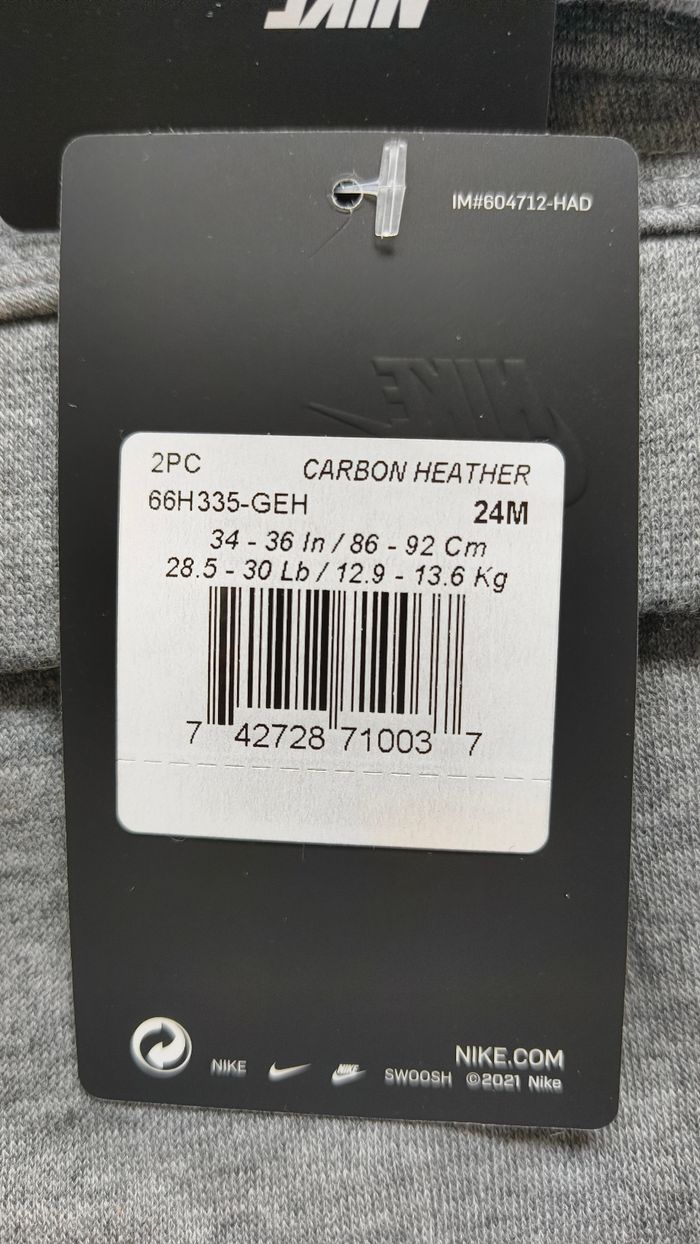 NIKE
IM#604712-HAD
NIKE
2PC CARBON HEATHER
66H335-GEH 24M
34 - 36 In / 86 - 92 Cm
28.5 - 30 Lb / 12.9 - 13.6 Kg
7 42728 71003 7
NIKE.COM
NIKE NIKE SWOOSH ©2021 Nike